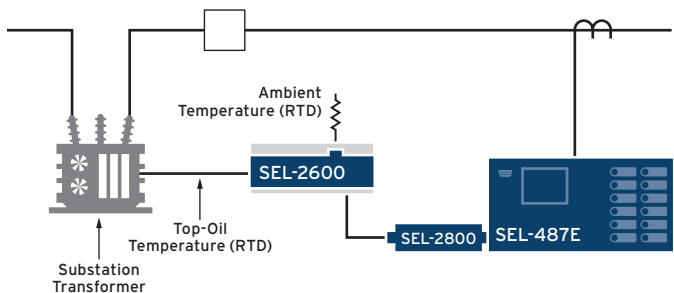 Ambient
Temperature (RTD)
SEL-2600
Top-Oil
Temperature (RTD)
SEL-2800
SEL-487E
Substation
Transformer